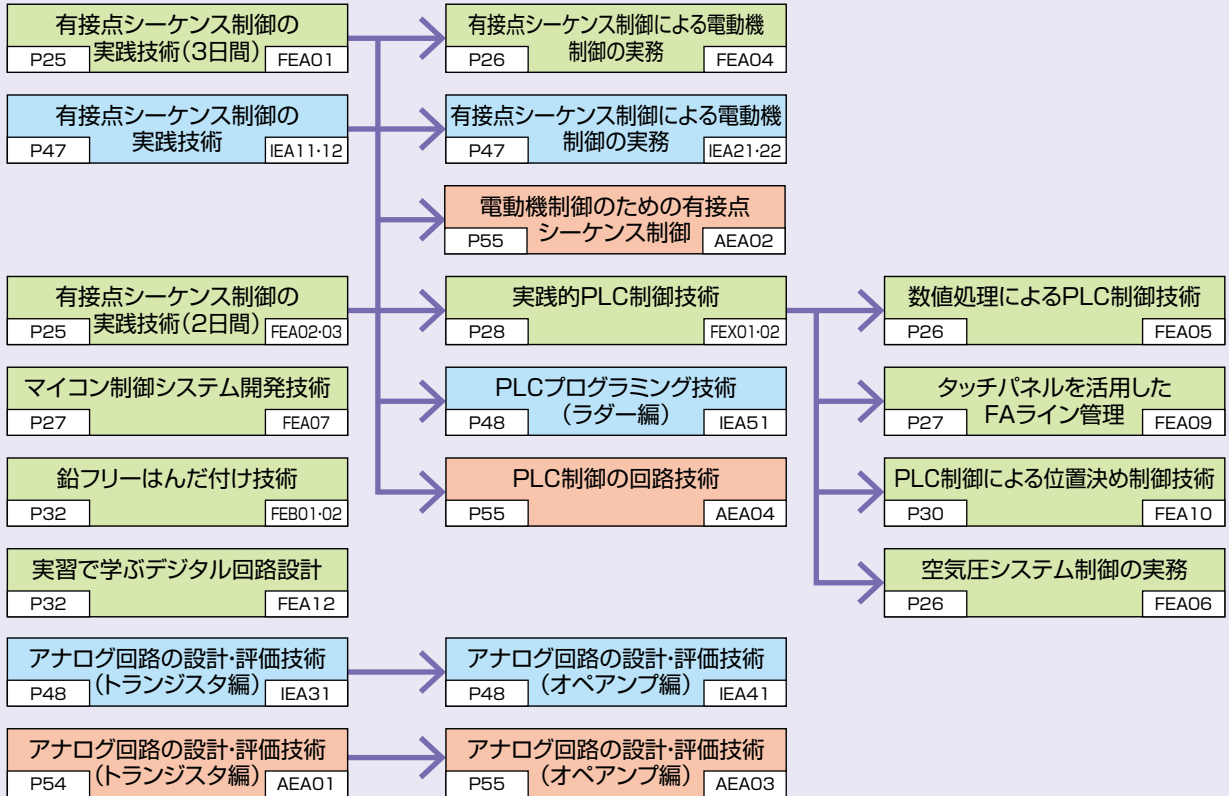 有接点シーケンス制御の
実践技術(3日間)
P25
FEA01
有接点シーケンス制御による電動機
制御の実務
P26
FEA04
有接点シーケンス制御の
実践技術
P47
IEA11・12
有接点シーケンス制御による電動機
制御の実務
P47
IEA21・22
電動機制御のための有接点
シーケンス制御
P55
AEA02
有接点シーケンス制御の
実践技術(2日間)
P25
FEA02・03
実践的PLC制御技術
P28
FEX01・02
数値処理によるPLC制御技術
P26
FEA05
マイコン制御システム開発技術
P27
FEA07
PLCプログラミング技術
(ラダー編)
P48
IEA51
タッチパネルを活用した
FAライン管理
P27
FEA09
鉛フリーはんだ付け技術
P32
FEB01・02
PLC制御の回路技術
P55
AEA04
PLC制御による位置決め制御技術
P30
FEA10
実習で学ぶデジタル回路設計
P32
FEA12
空気圧システム制御の実務
P26
FEA06
アナログ回路の設計・評価技術
(トランジスタ編)
P48
IEA31
アナログ回路の設計・評価技術
(オペアンプ編)
P48
IEA41
アナログ回路の設計・評価技術
(トランジスタ編)
P54
AEA01
アナログ回路の設計・評価技術
(オペアンプ編)
P55
AEA03